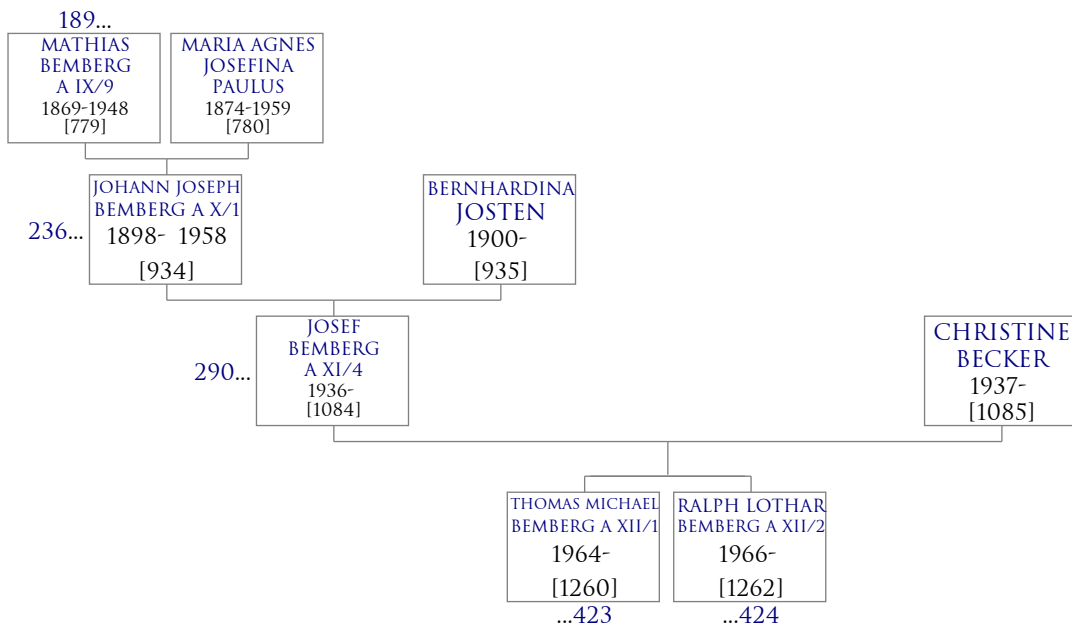 189...
MATHIAS
BEMBERG
A IX/9
1869-1948
[779]
MARIA AGNES
JOSEFINA
PAULUS
1874-1959
[780]
236...
JOHANN JOSEPH
BEMBERG A X/1
1898- 1958
[934]
BERNHARDINA
JOSTEN
1900-
[935]
290...
JOSEF
BEMBERG
A XI/4
1936-
[1084]
CHRISTINE
BECKER
1937-
[1085]
THOMAS MICHAEL
BEMBERG A XII/1
1964-
[1260]
...423
RALPH LOTHAR
BEMBERG A XII/2
1966-
[1262]
...424